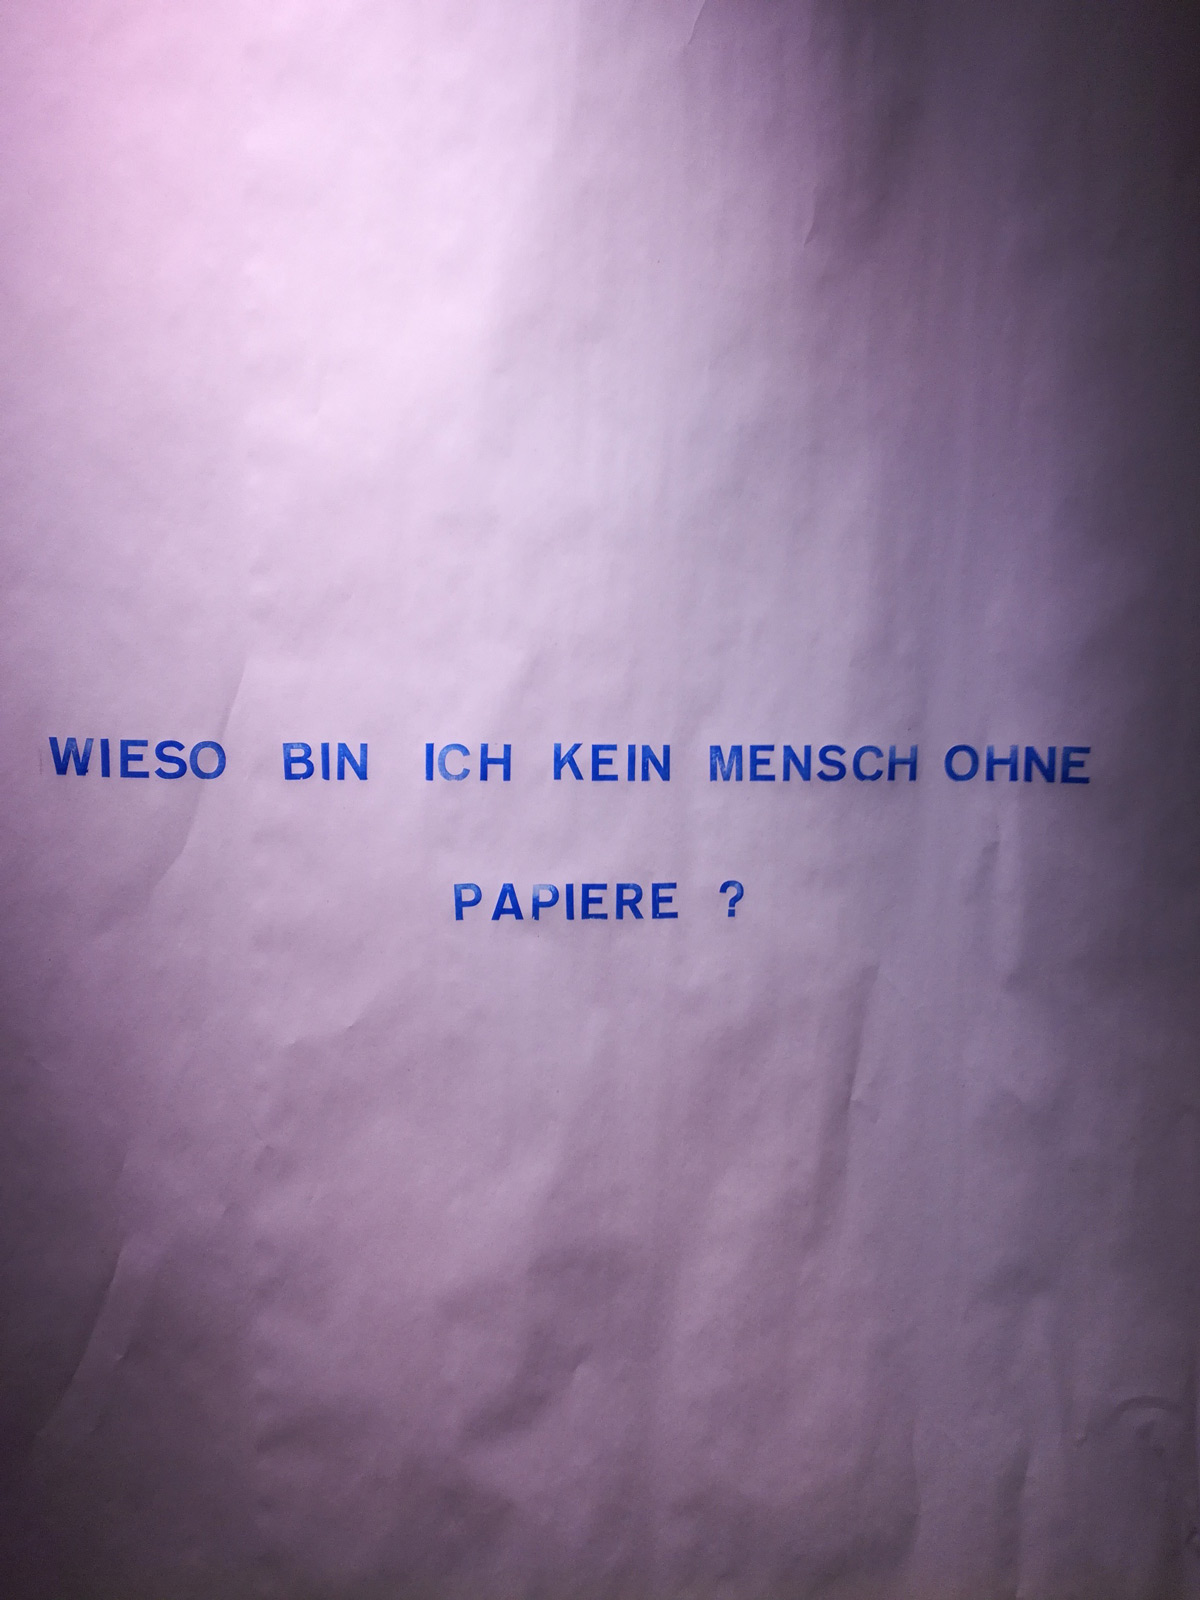 WIESO BIN ICH KEIN MENSCH OHNE
PAPIERE ?